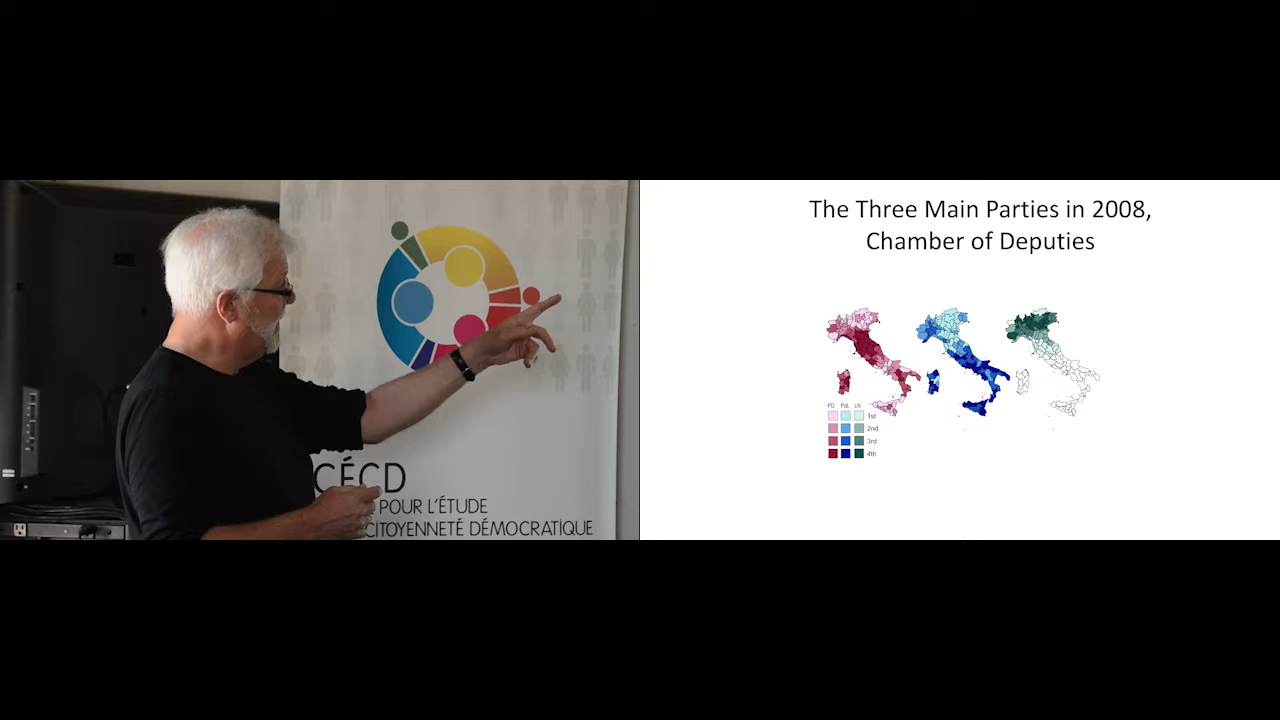 CÉCD
POUR L'ÉTUDE
CITOYENNETÉ DÉMOCRATIQUE
The Three Main Parties in 2008,
Chamber of Deputies
PD PdL LN
1st
2nd
3rd
4th